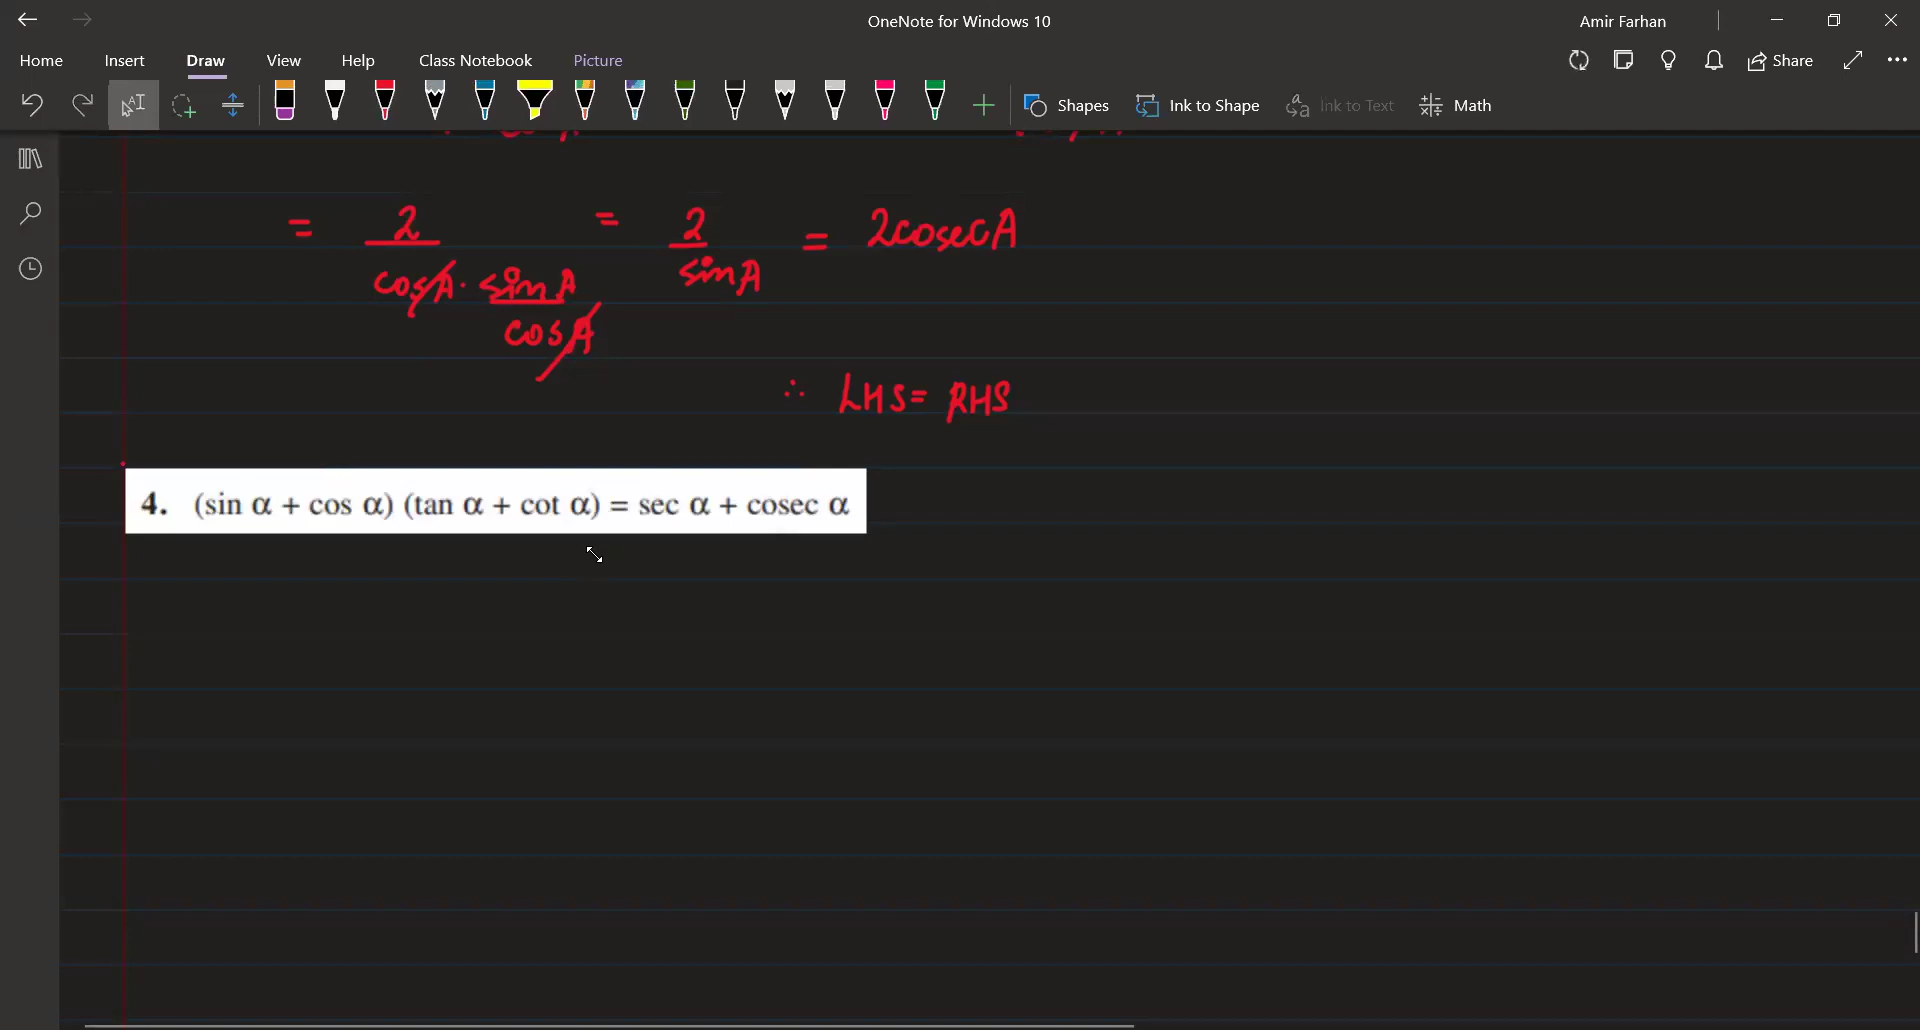 OneNote for Windows 10
Amir Farhan
Home Insert Draw View Help Class Notebook Picture
Share
Shapes Ink to Shape Ink to Text Math
= 2 / cosA · sinA / cosA = 2 / sinA = 2cosecA
∴ LHS = RHS
4. (sin α + cos α) (tan α + cot α) = sec α + cosec α